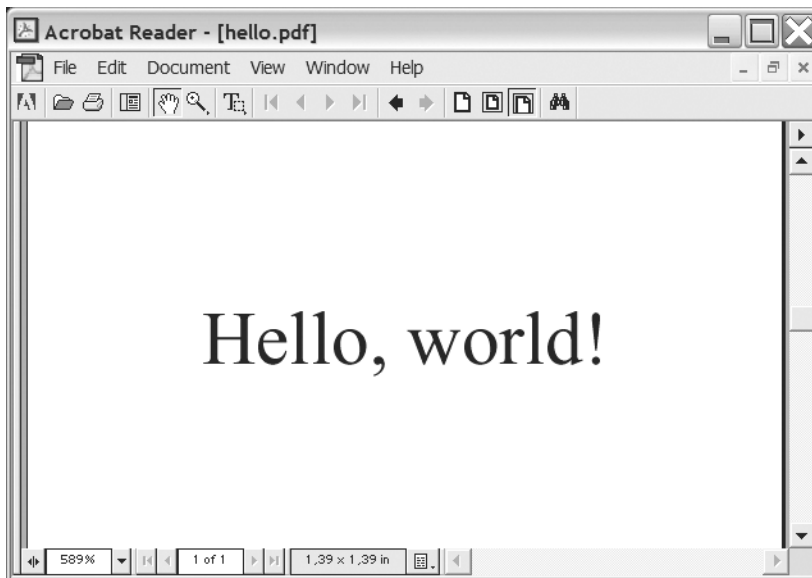 Acrobat Reader - [hello.pdf]
File Edit Document View Window Help
Hello, world!
589% 1 of 1 1,39 x 1,39 in